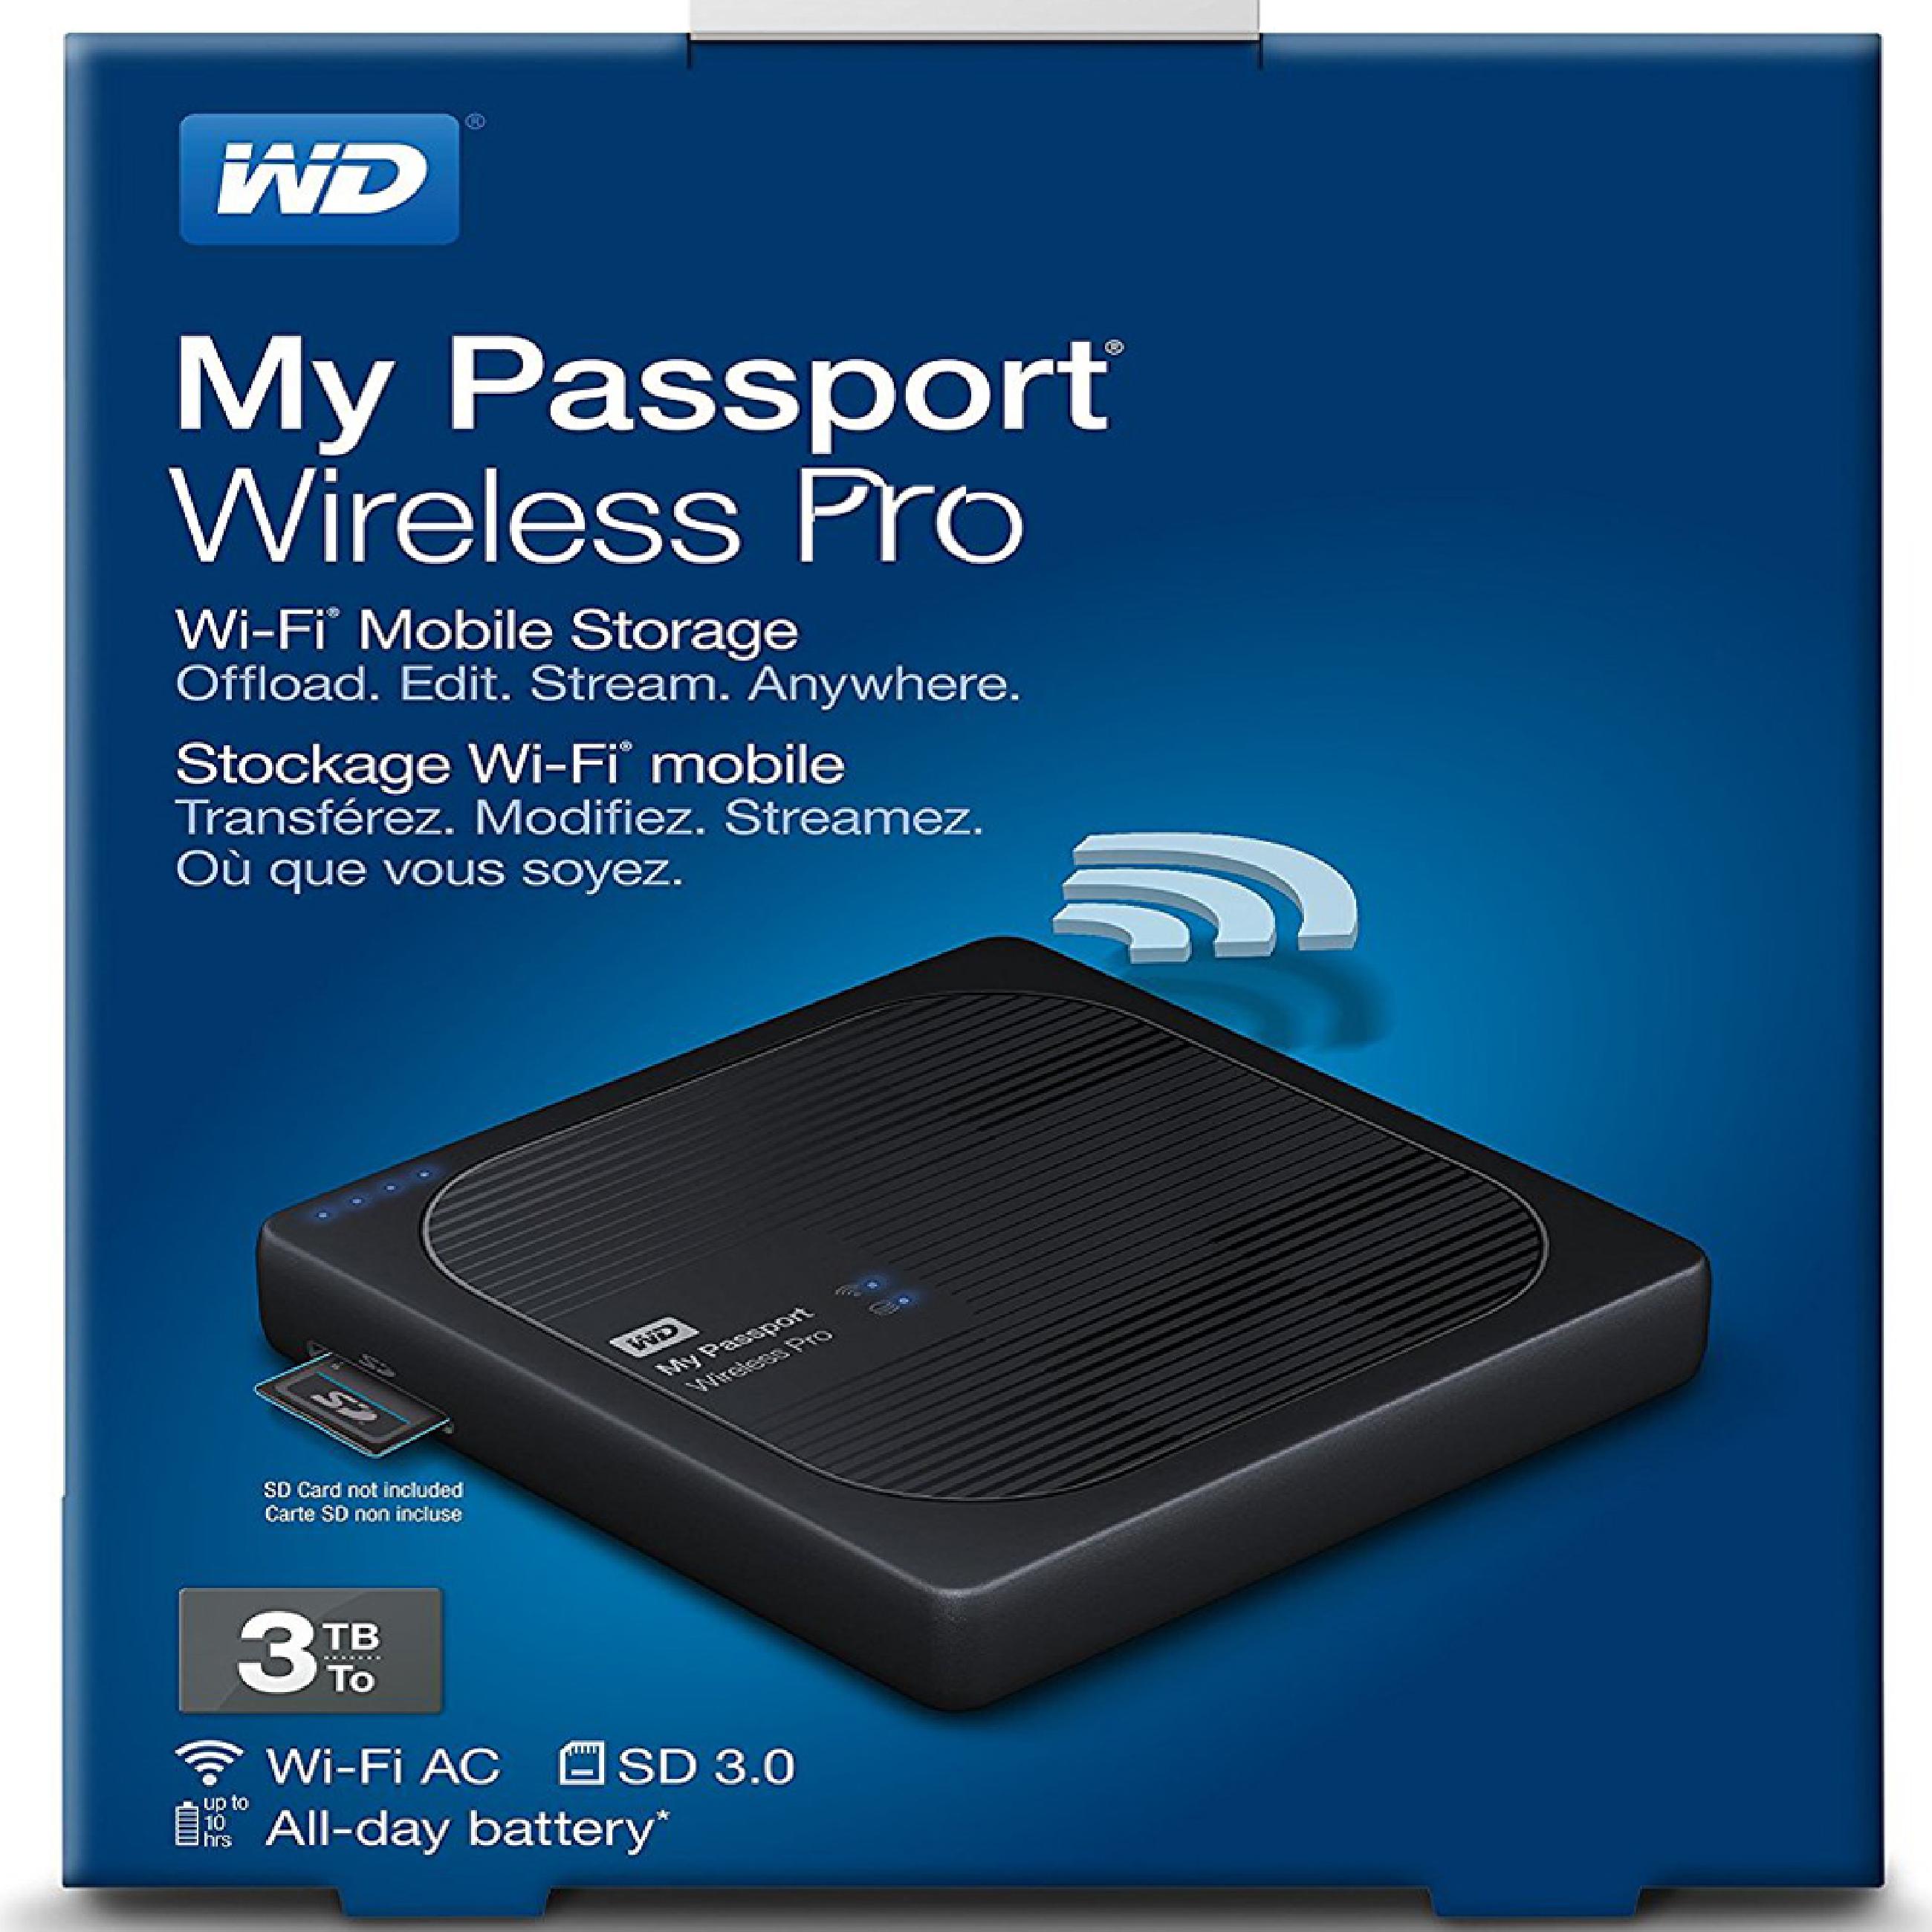 WD®
My Passport®
Wireless Pro
Wi-Fi® Mobile Storage
Offload. Edit. Stream. Anywhere.
Stockage Wi-Fi® mobile
Transférez. Modifiez. Streamez.
Où que vous soyez.
WD
My Passport
Wireless Pro
SD
SD
SD Card not included
Carte SD non incluse
3 TB
To
Wi-Fi AC SD 3.0
up to
10
hrs
All-day battery*